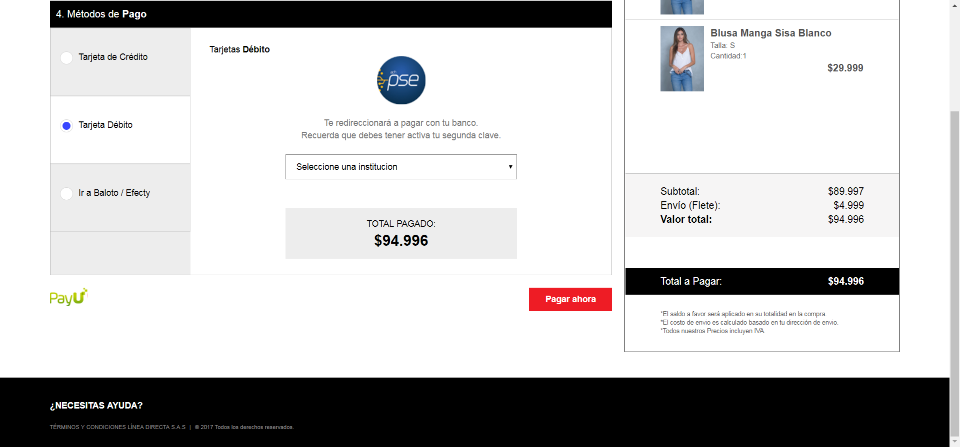 4. Métodos de Pago
Tarjeta de Crédito
Tarjeta Débito
Ir a Baloto / Efecty
Tarjetas Débito
pse
Te redireccionará a pagar con tu banco.
Recuerda que debes tener activa tu segunda clave.
Seleccione una institucion
TOTAL PAGADO:
$94.996
PayU
Pagar ahora
Blusa Manga Sisa Blanco
Talla: S
Cantidad:1
$29.999
Subtotal: $89.997
Envío (Flete): $4.999
Valor total: $94.996
Total a Pagar: $94.996
*El saldo a favor será aplicado en su totalidad en la compra
*El costo de envio es calculado basado en tu dirección de envio.
*Todos nuestros Precios incluyen IVA
¿NECESITAS AYUDA?
TÉRMINOS Y CONDICIONES LÍNEA DIRECTA S.A.S | © 2017 Todos los derechos reservados.